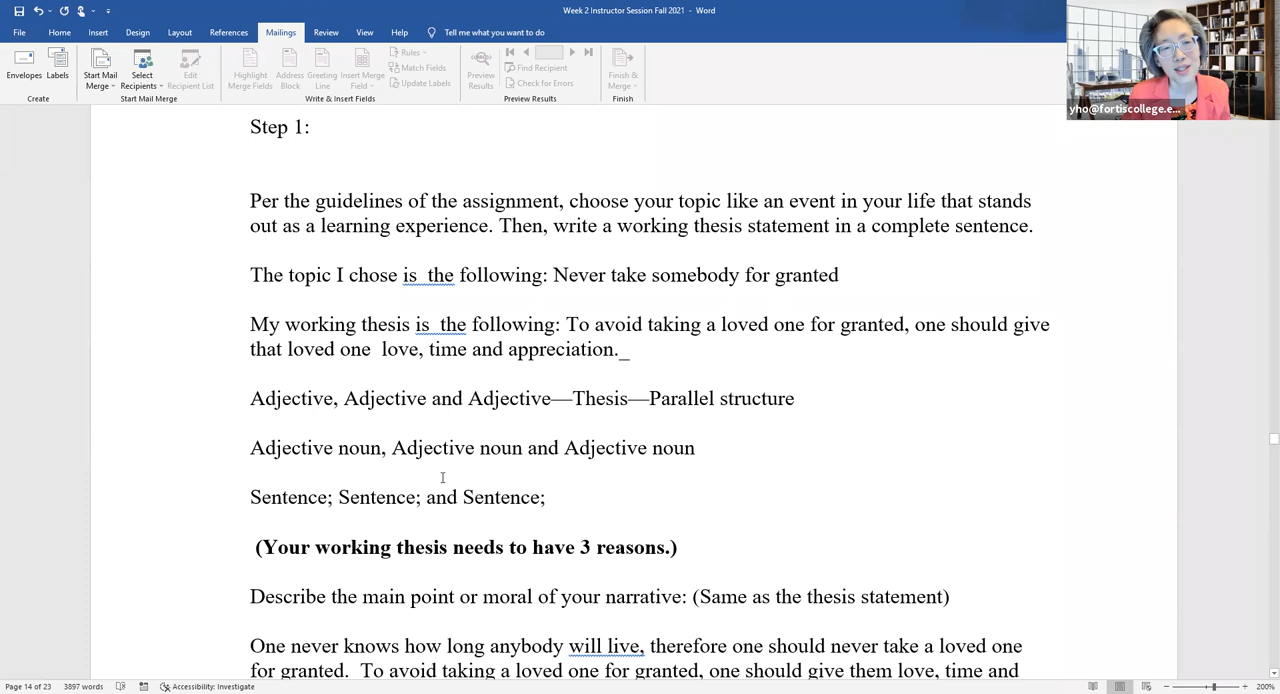 Week 2 Instructor Session Fall 2021 - Word
File Home Insert Design Layout References Mailings Review View Help Tell me what you want to do
Envelopes Labels Start Mail Merge Select Recipients Edit Recipient List Highlight Merge Fields Address Block Greeting Line Insert Merge Field Rules Match Fields Update Labels Preview Results Find Recipient Check for Errors Finish & Merge
Create Start Mail Merge Write & Insert Fields Preview Results Finish
yho@fortiscollege.e...
Step 1:
Per the guidelines of the assignment, choose your topic like an event in your life that stands
out as a learning experience. Then, write a working thesis statement in a complete sentence.
The topic I chose is  the following: Never take somebody for granted
My working thesis is  the following: To avoid taking a loved one for granted, one should give
that loved one  love, time and appreciation._
Adjective, Adjective and Adjective—Thesis—Parallel structure
Adjective noun, Adjective noun and Adjective noun
Sentence; Sentence; and Sentence;
(Your working thesis needs to have 3 reasons.)
Describe the main point or moral of your narrative: (Same as the thesis statement)
One never knows how long anybody will live, therefore one should never take a loved one
for granted.  To avoid taking a loved one for granted, one should give them love, time and
Page 14 of 23 3897 words Accessibility: Investigate 200%